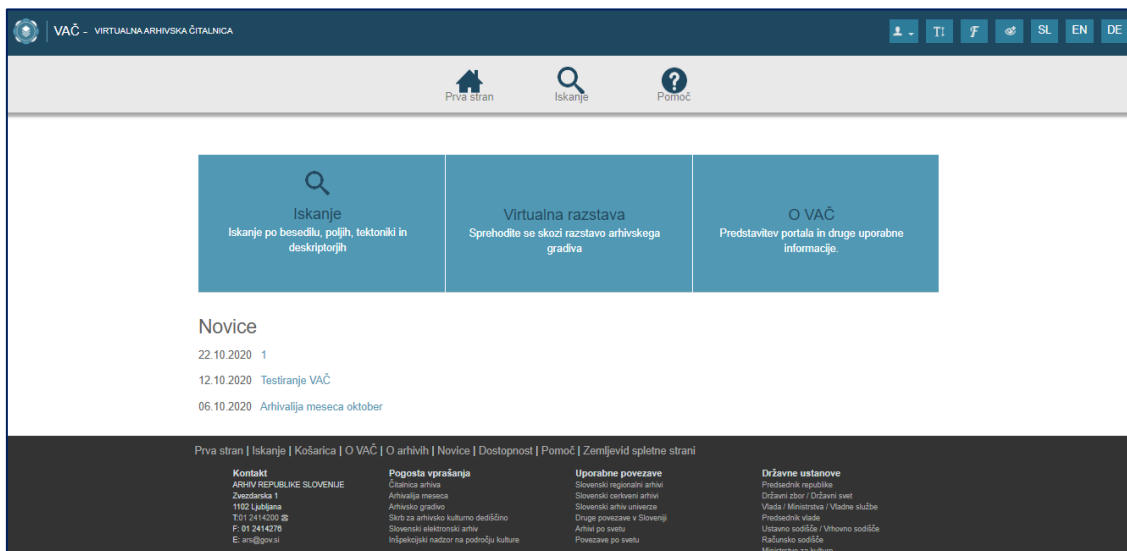 VAČ - VIRTUALNA ARHIVSKA ČITALNICA
SL EN DE
Prva stran Iskanje Pomoč
Iskanje
Iskanje po besedilu, poljih, tektoniki in
deskriptorjih
Virtualna razstava
Sprehodite se skozi razstavo arhivskega
gradiva
O VAČ
Predstavitev portala in druge uporabne
informacije.
Novice
22.10.2020 1
12.10.2020 Testiranje VAČ
06.10.2020 Arhivalija meseca oktober
Prva stran | Iskanje | Košarica | O VAČ | O arhivih | Novice | Dostopnost | Pomoč | Zemljevid spletne strani
Kontakt
ARHIV REPUBLIKE SLOVENIJE
Zvezdarska 1
1102 Ljubljana
T:01 2414200 ☎
F: 01 2414276
E: ars@gov.si
Pogosta vprašanja
Čitalnica arhiva
Arhivalija meseca
Arhivsko gradivo
Skrb za arhivsko kulturno dediščino
Slovenski elektronski arhiv
Inšpekcijski nadzor na področju kulture
Uporabne povezave
Slovenski regionalni arhivi
Slovenski cerkveni arhivi
Slovenski arhiv univerze
Druge povezave v Sloveniji
Arhivi po svetu
Povezave po svetu
Državne ustanove
Predsednik republike
Državni zbor / Državni svet
Vlada / Ministrstva / Vladne službe
Predsednik vlade
Ustavno sodišče / Vrhovno sodišče
Računsko sodišče
Ministrstvo za kulturo